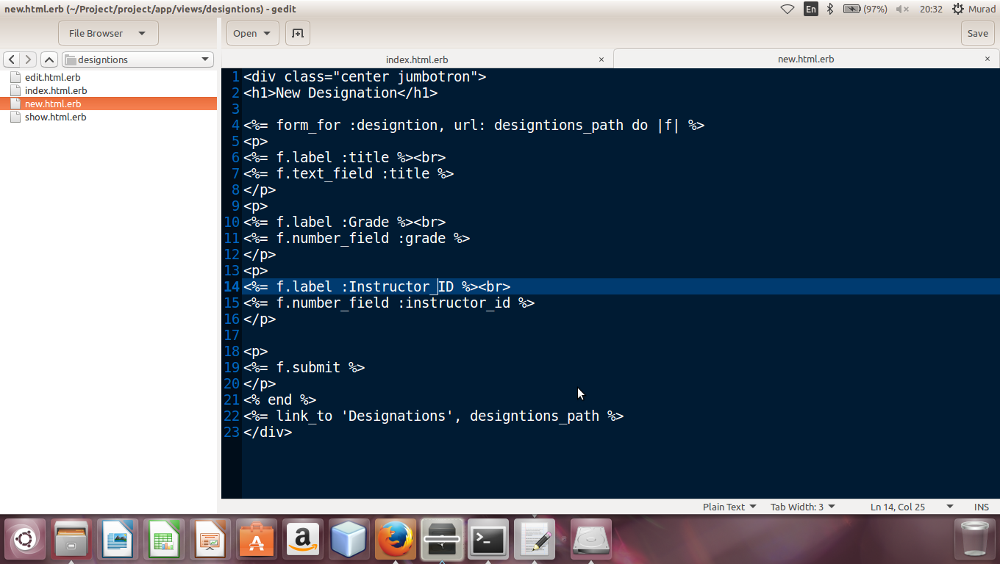 new.html.erb (~/Project/project/app/views/designtions) - gedit
En
(97%)
20:32
Murad
File Browser
Open
Save
designtions
index.html.erb
×
new.html.erb
×
edit.html.erb
index.html.erb
new.html.erb
show.html.erb
1 <div class="center jumbotron">
2 <h1>New Designation</h1>
3
4 <%= form_for :designtion, url: designtions_path do |f| %>
5 <p>
6 <%= f.label :title %><br>
7 <%= f.text_field :title %>
8 </p>
9 <p>
10 <%= f.label :Grade %><br>
11 <%= f.number_field :grade %>
12 </p>
13 <p>
14 <%= f.label :Instructor_ID %><br>
15 <%= f.number_field :instructor_id %>
16 </p>
17
18 <p>
19 <%= f.submit %>
20 </p>
21 <% end %>
22 <%= link_to 'Designations', designtions_path %>
23 </div>
Plain Text
Tab Width: 3
Ln 14, Col 25
INS